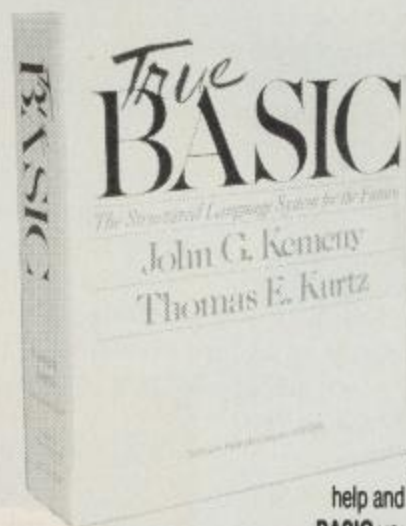 True
BASIC
The Structured Language System for the Future
John G. Kemeny
Thomas E. Kurtz
BASIC
help and
BASIC